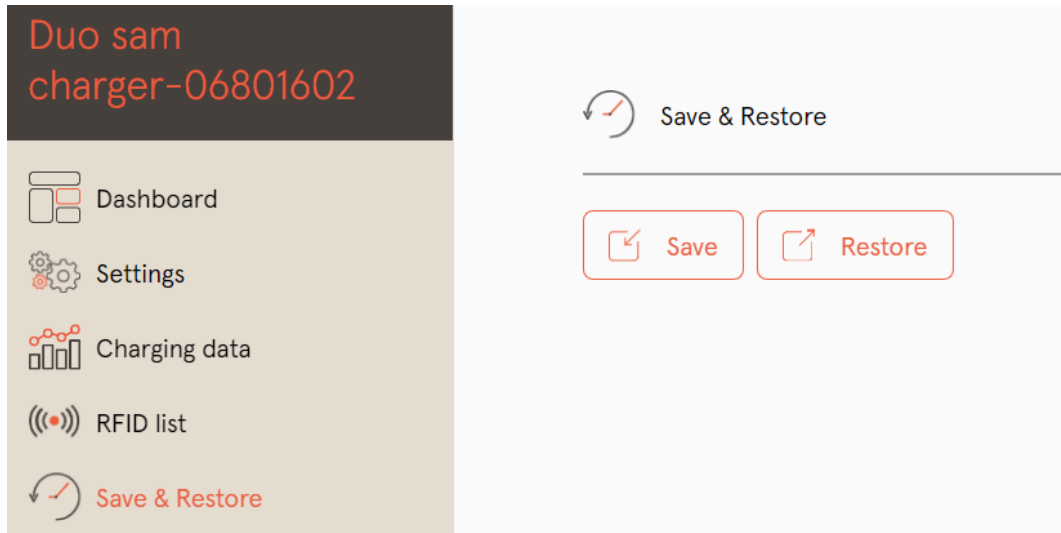 Duo sam
charger-06801602
Dashboard
Settings
Charging data
RFID list
Save & Restore
Save & Restore
Save
Restore